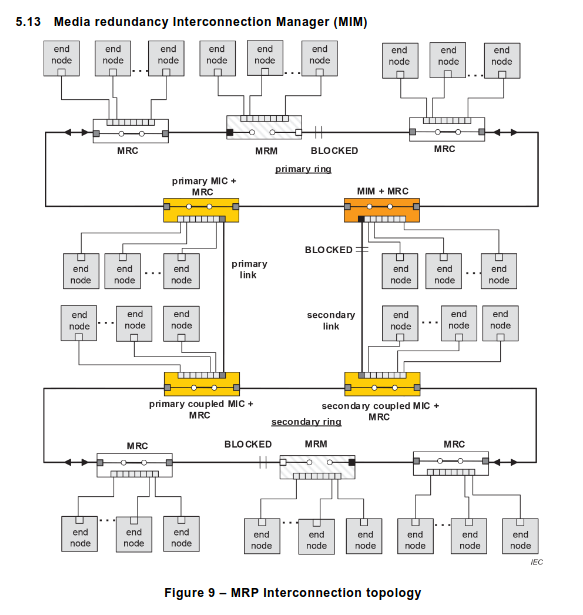 5.13 Media redundancy Interconnection Manager (MIM)
end node end node end node end node end node end node end node end node end node
MRC MRM BLOCKED MRC
primary ring
primary MIC + MRC MIM + MRC
BLOCKED
end node end node end node primary link end node end node end node
end node end node end node secondary link end node end node end node
primary coupled MIC + MRC secondary coupled MIC + MRC
secondary ring
MRC BLOCKED MRM MRC
end node end node end node end node end node end node end node end node end node
IEC
Figure 9 – MRP Interconnection topology